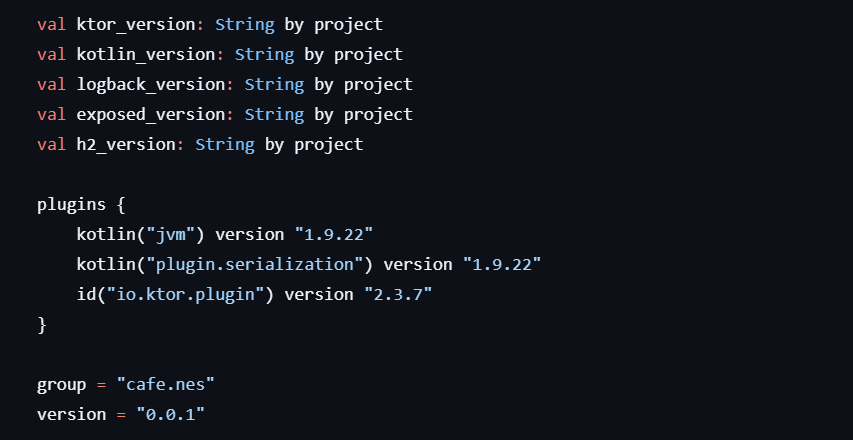 val ktor_version: String by project
val kotlin_version: String by project
val logback_version: String by project
val exposed_version: String by project
val h2_version: String by project

plugins {
    kotlin("jvm") version "1.9.22"
    kotlin("plugin.serialization") version "1.9.22"
    id("io.ktor.plugin") version "2.3.7"
}

group = "cafe.nes"
version = "0.0.1"